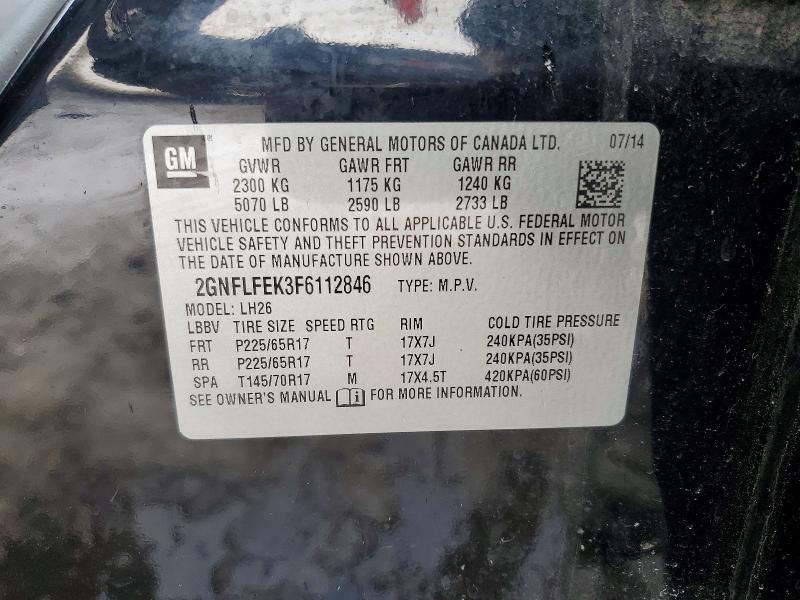 GM
MFD BY GENERAL MOTORS OF CANADA LTD. 07/14
GVWR GAWR FRT GAWR RR
2300 KG 1175 KG 1240 KG
5070 LB 2590 LB 2733 LB
THIS VEHICLE CONFORMS TO ALL APPLICABLE U.S. FEDERAL MOTOR
VEHICLE SAFETY AND THEFT PREVENTION STANDARDS IN EFFECT ON
THE DATE OF MANUFACTURE SHOWN ABOVE.
2GNFLFEK3F6112846 TYPE: M.P.V.
MODEL: LH26
LBBV TIRE SIZE SPEED RTG RIM COLD TIRE PRESSURE
FRT P225/65R17 T 17X7J 240KPA(35PSI)
RR P225/65R17 T 17X7J 240KPA(35PSI)
SPA T145/70R17 M 17X4.5T 420KPA(60PSI)
SEE OWNER'S MANUAL i FOR MORE INFORMATION.